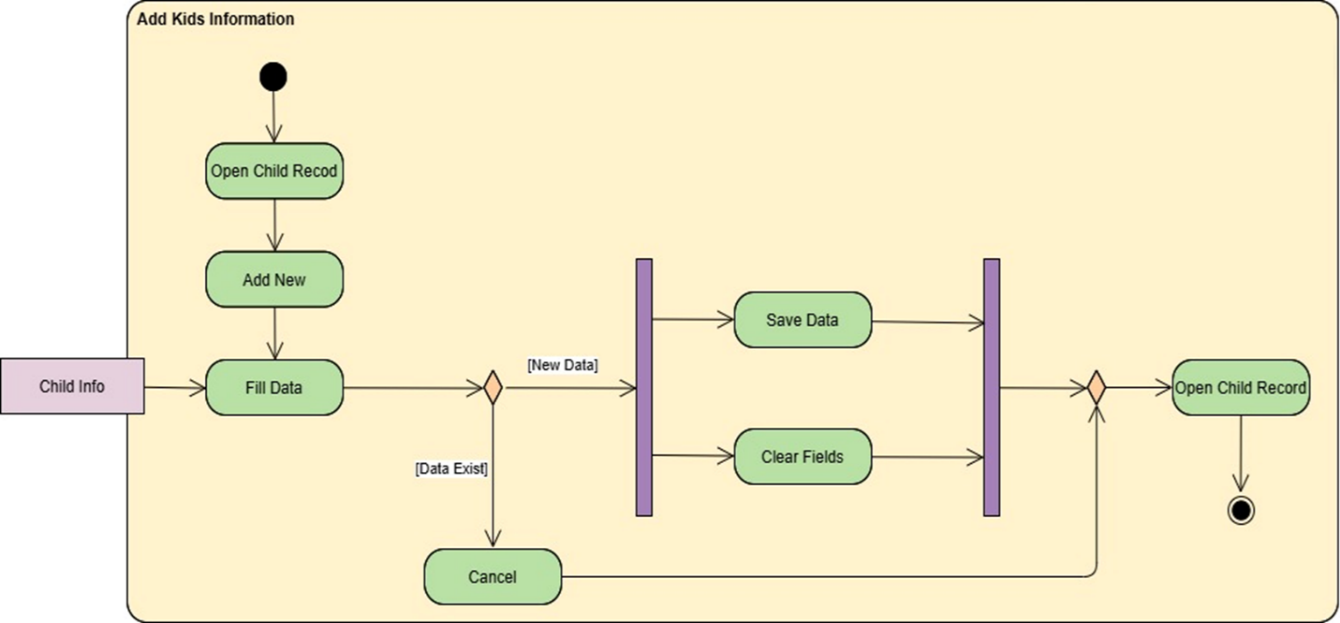 Add Kids Information
Open Child Recod
Add New
Child Info
Fill Data
[New Data]
[Data Exist]
Save Data
Clear Fields
Cancel
Open Child Record